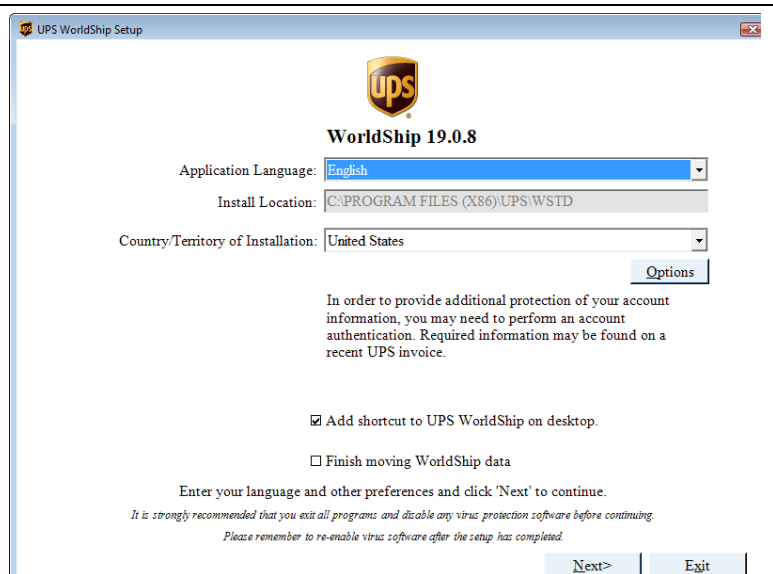 UPS WorldShip Setup
ups
WorldShip 19.0.8
Application Language: English
Install Location: C:\PROGRAM FILES (X86)\UPS\WSTD
Country/Territory of Installation: United States
Options
In order to provide additional protection of your account
information, you may need to perform an account
authentication. Required information may be found on a
recent UPS invoice.
Add shortcut to UPS WorldShip on desktop.
Finish moving WorldShip data
Enter your language and other preferences and click 'Next' to continue.
It is strongly recommended that you exit all programs and disable any virus protection software before continuing.
Please remember to re-enable virus software after the setup has completed.
Next> Exit